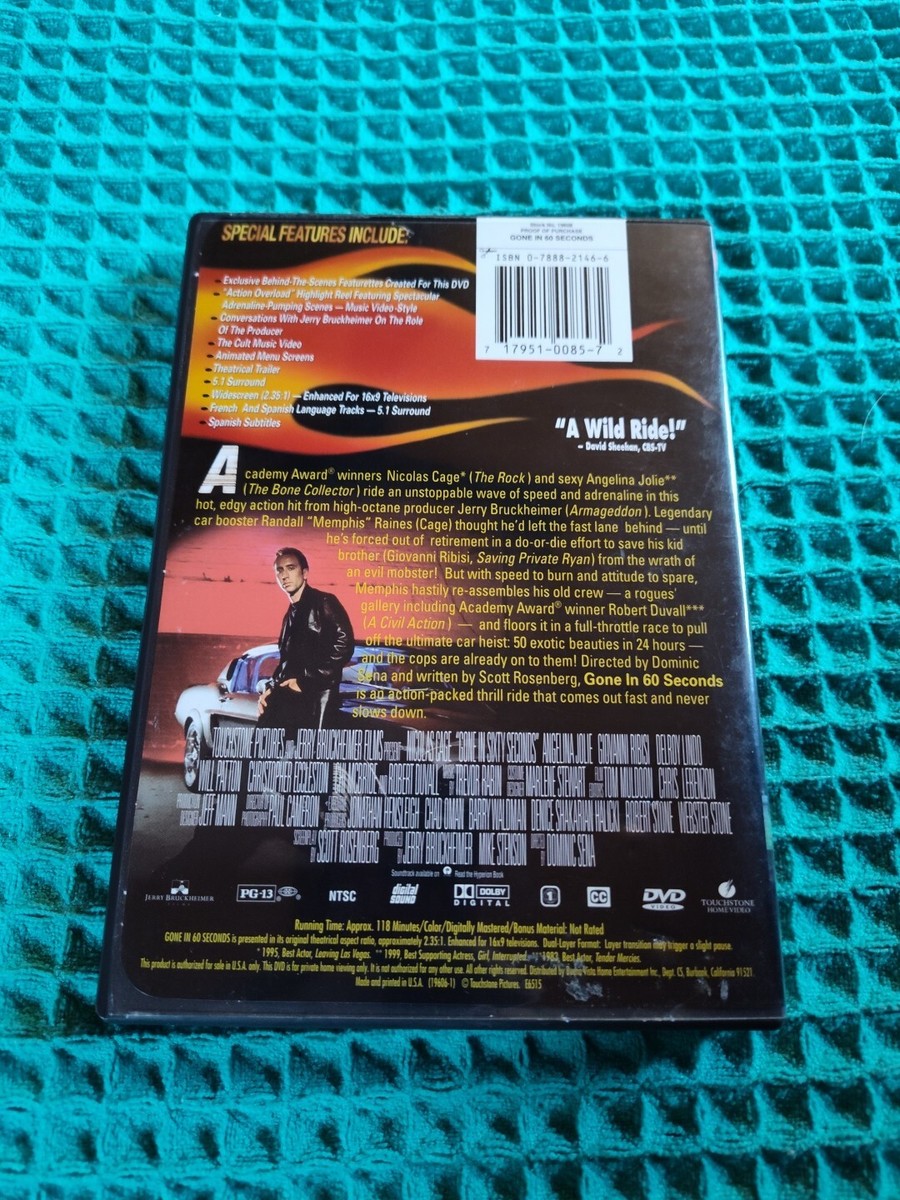 SPECIAL FEATURES INCLUDE:
PROOF OF PURCHASE
GONE IN 60 SECONDS
ISBN 0-7888-2146-6
7 17951-0085-7 2
- Exclusive Behind-The-Scenes Featurettes Created For This DVD
- "Action Overload" Highlight Reel Featuring Spectacular
Adrenaline-Pumping Scenes — Music Video-Style
- Conversations With Jerry Bruckheimer On The Role
Of The Producer
- The Cult Music Video
- Animated Menu Screens
- Theatrical Trailer
- 5.1 Surround
- Widescreen (2.35:1) — Enhanced For 16x9 Televisions
- French And Spanish Language Tracks — 5.1 Surround
- Spanish Subtitles
"A Wild Ride!"
– David Sheehan, CBS-TV
Academy Award® winners Nicolas Cage* (The Rock) and sexy Angelina Jolie**
(The Bone Collector) ride an unstoppable wave of speed and adrenaline in this
hot, edgy action hit from high-octane producer Jerry Bruckheimer (Armageddon). Legendary
car booster Randall "Memphis" Raines (Cage) thought he'd left the fast lane behind — until
he's forced out of retirement in a do-or-die effort to save his kid
brother (Giovanni Ribisi, Saving Private Ryan) from the wrath of
an evil mobster! But with speed to burn and attitude to spare,
Memphis hastily re-assembles his old crew — a rogues'
gallery including Academy Award® winner Robert Duvall***
(A Civil Action) — and floors it in a full-throttle race to pull
off the ultimate car heist: 50 exotic beauties in 24 hours —
and the cops are already on to them! Directed by Dominic
Sena and written by Scott Rosenberg, Gone In 60 Seconds
is an action-packed thrill ride that comes out fast and never
slows down.
TOUCHSTONE PICTURES AND JERRY BRUCKHEIMER FILMS PRESENT NICOLAS CAGE "GONE IN SIXTY SECONDS" ANGELINA JOLIE GIOVANNI RIBISI DELROY LINDO
WILL PATTON CHRISTOPHER ECCLESTON AND ROBERT DUVALL BY TREVOR RABIN MARLENE STEWART TOM MULDOON CHRIS LEBENZON
JEFF MANN PAUL CAMERON JONATHAN HENSLEIGH CHAD OMAN BARRY WALDMAN DENICE SHAKARIAN HALICKI ROBERT STONE WEBSTER STONE
BY SCOTT ROSENBERG PRODUCED BY JERRY BRUCKHEIMER MIKE STENSON BY DOMINIC SENA
Soundtrack available on Read the Hyperion Book
JERRY BRUCKHEIMER FILMS
PG-13
NTSC
digital sound
DOLBY DIGITAL
1
CC
DVD VIDEO
TOUCHSTONE HOME VIDEO
Running Time: Approx. 118 Minutes/Color/Digitally Mastered/Bonus Material: Not Rated
GONE IN 60 SECONDS is presented in its original theatrical aspect ratio, approximately 2.35:1. Enhanced for 16x9 televisions. Dual-Layer Format: Layer transition may trigger a slight pause.
* 1995, Best Actor, Leaving Las Vegas. ** 1999, Best Supporting Actress, Girl, Interrupted. *** 1983, Best Actor, Tender Mercies.
This product is authorized for sale in U.S.A. only. This DVD is for private home viewing only. It is not authorized for any other use. All other rights reserved. Distributed by Buena Vista Home Entertainment Inc., Dept. CS, Burbank, California 91521.
Made and printed in U.S.A. (19606-1) © Touchstone Pictures. E6515